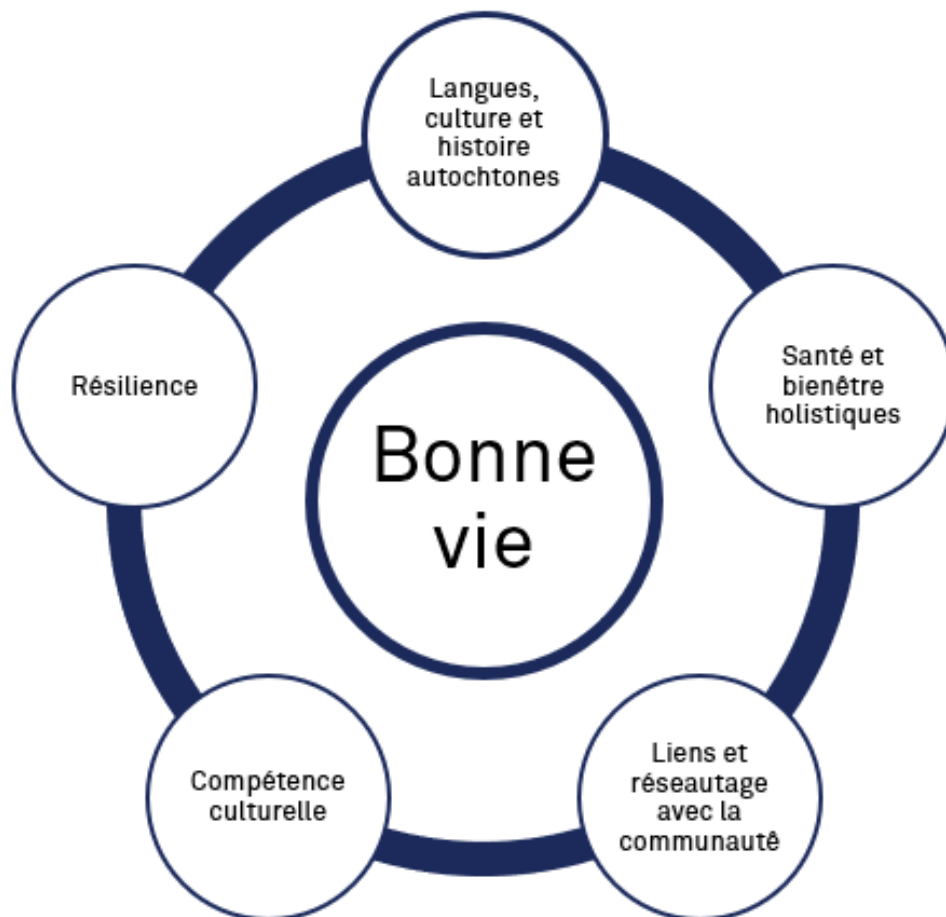 Langues,
culture et
histoire
autochtones
Santé et
bienêtre
holistiques
Liens et
réseautage
avec la
communauté
Compétence
culturelle
Résilience
Bonne
vie